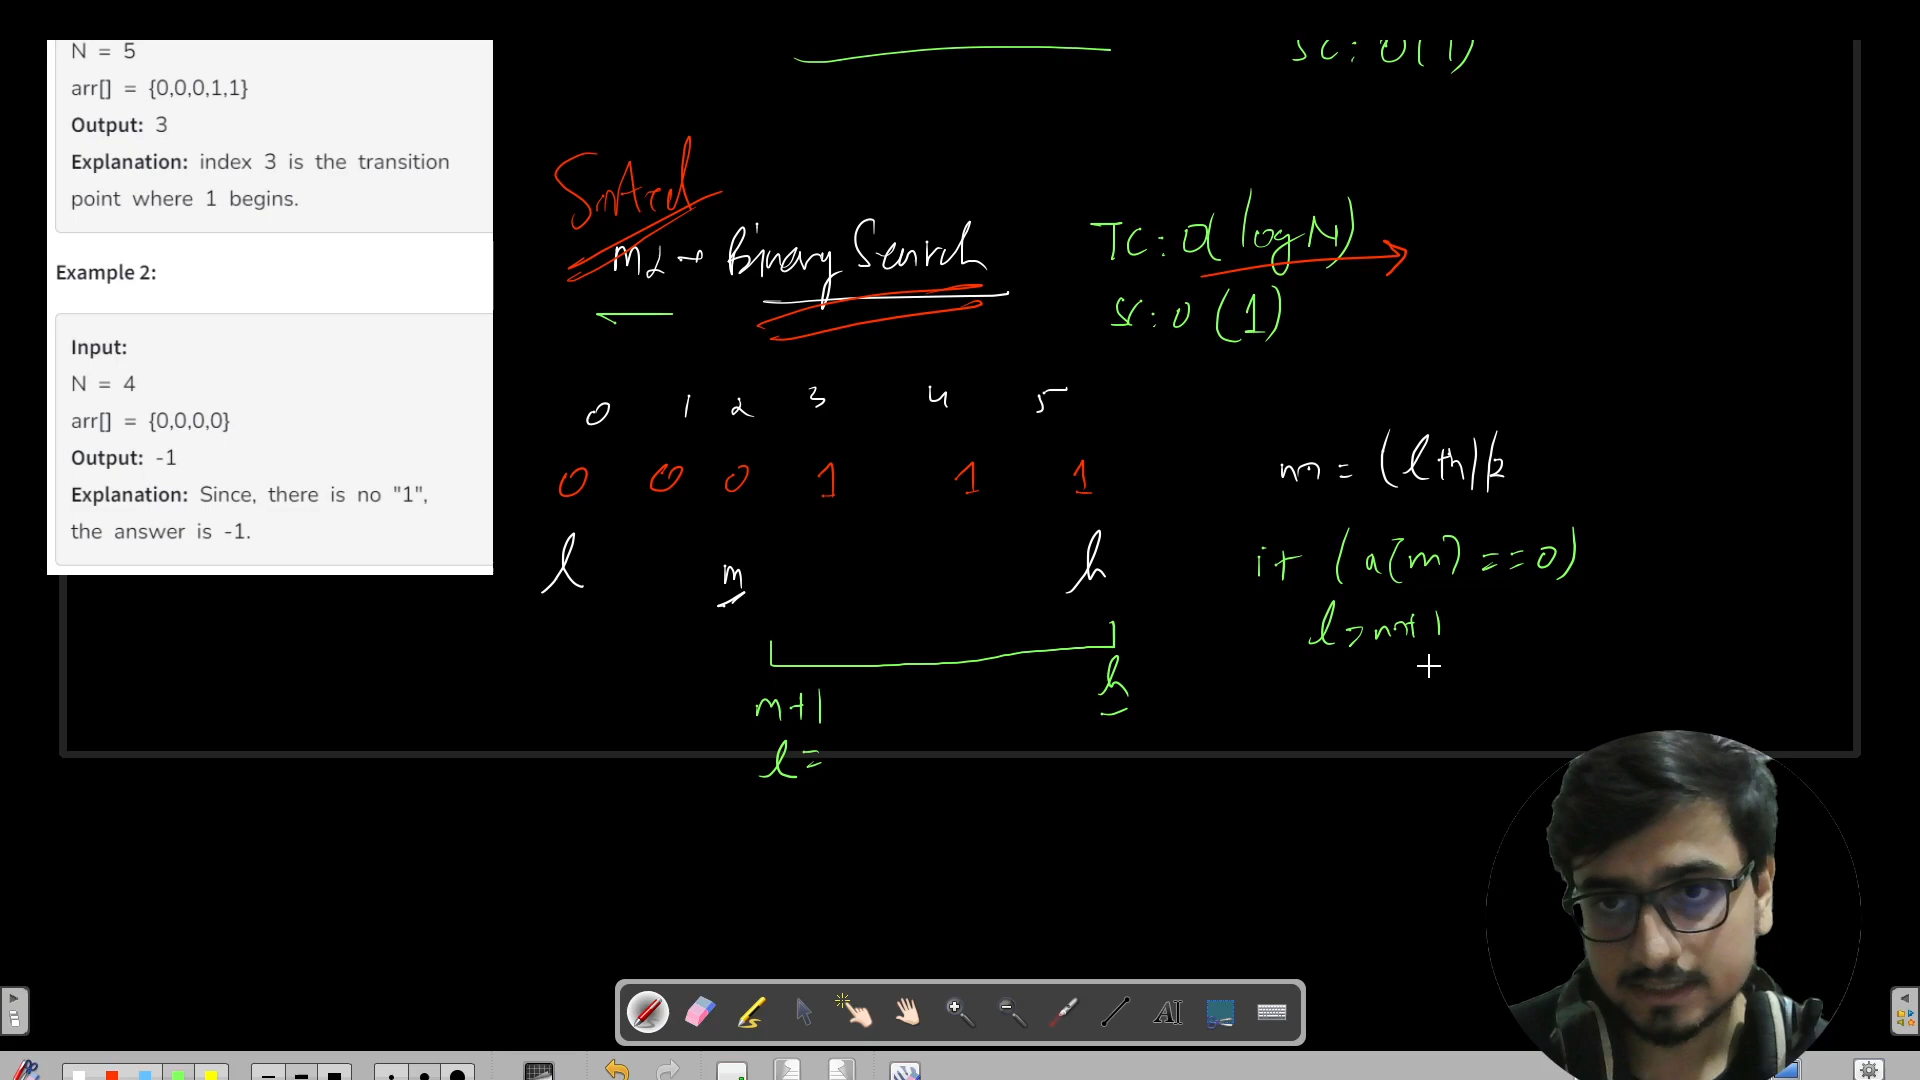 N = 5
arr[] = {0,0,0,1,1}
Output: 3
Explanation: index 3 is the transition
point where 1 begins.
Example 2:
Input:
N = 4
arr[] = {0,0,0,0}
Output: -1
Explanation: Since, there is no "1",
the answer is -1.
SC: O(1)
Sorted
m2 → Binary Search
TC: O(log N)
SC: O(1)
0 1 2 3 4 5
0 0 0 1 1 1
l m h
m+1 h
l =
m = (l+h)/2
if (a[m] == 0)
l = m+1
AI